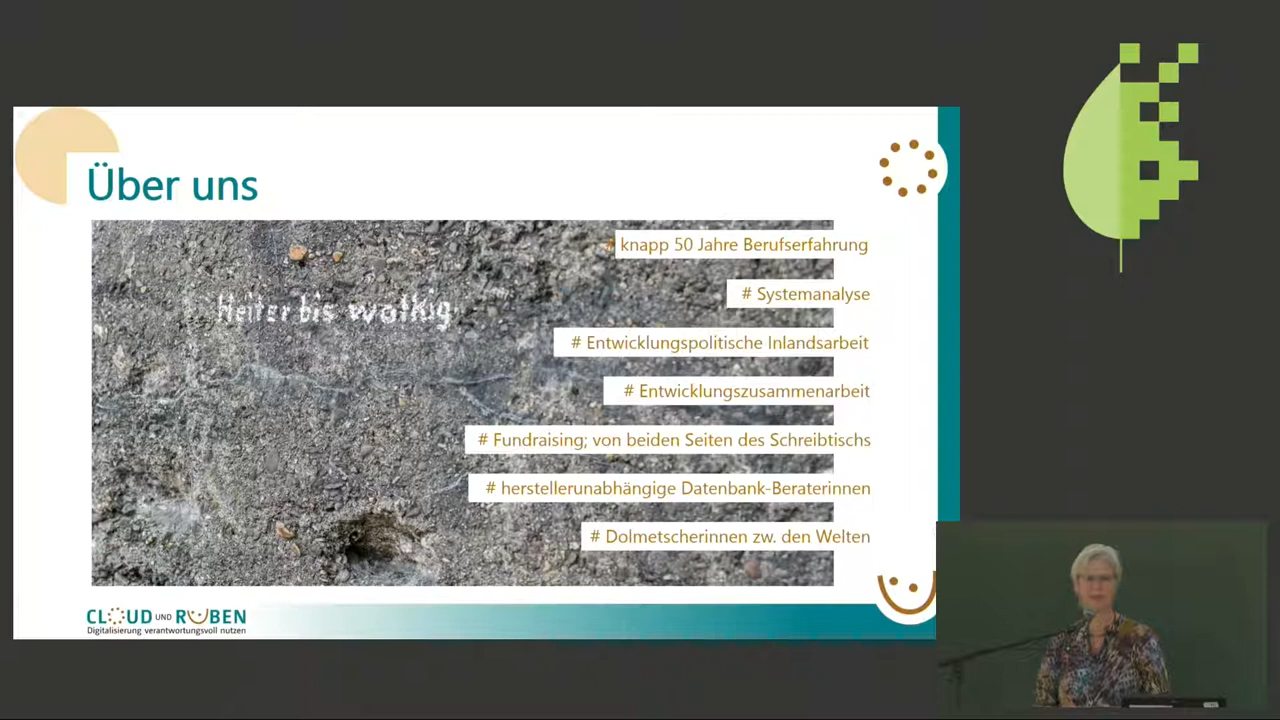 Über uns
# knapp 50 Jahre Berufserfahrung
Heiter bis wolkig
# Systemanalyse
# Entwicklungspolitische Inlandsarbeit
# Entwicklungszusammenarbeit
# Fundraising; von beiden Seiten des Schreibtischs
# herstellerunabhängige Datenbank-Beraterinnen
# Dolmetscherinnen zw. den Welten
CLOUD UND RUBEN
Digitalisierung verantwortungsvoll nutzen